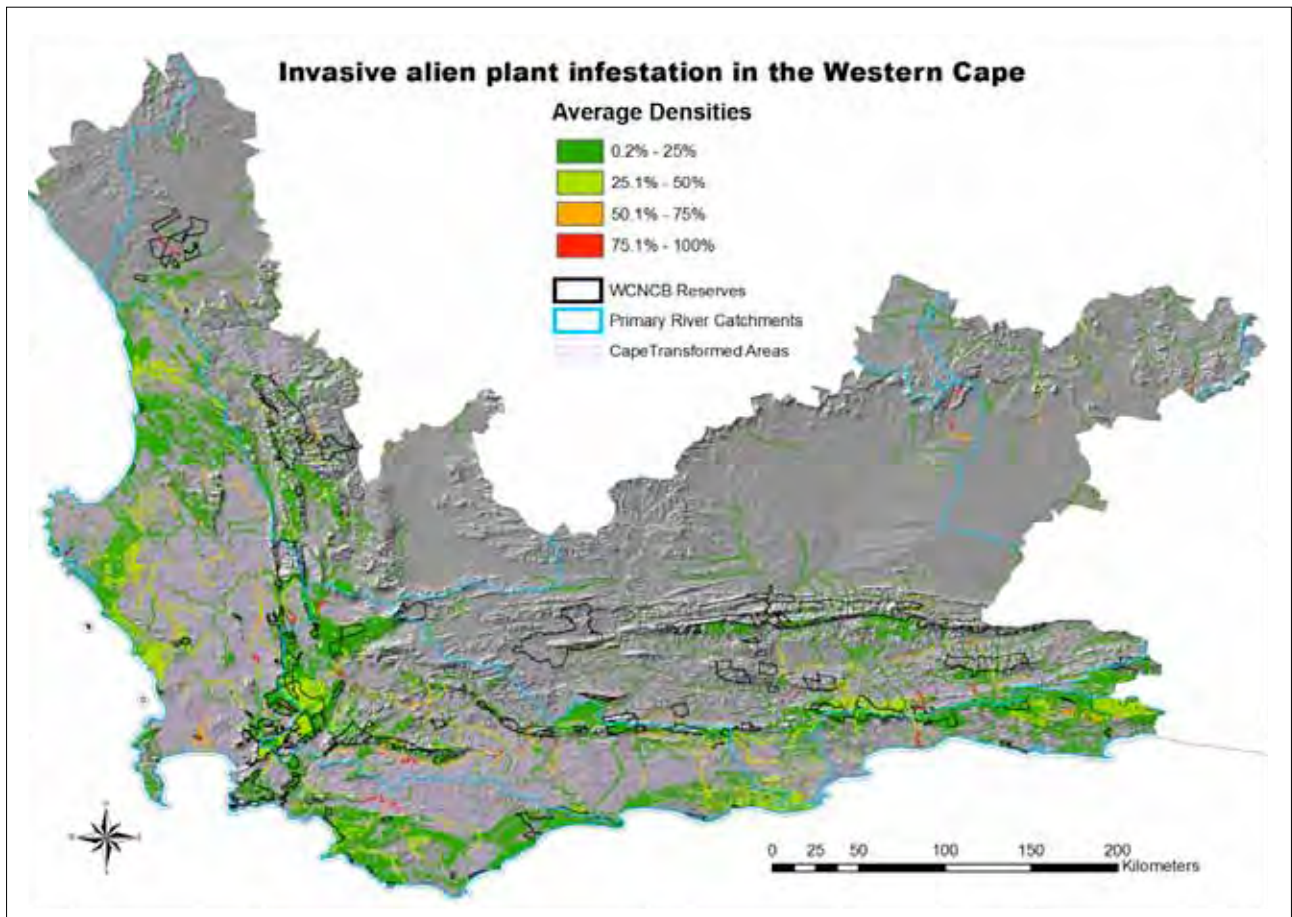 Invasive alien plant infestation in the Western Cape
Average Densities
0.2% - 25%
25.1% - 50%
50.1% - 75%
75.1% - 100%
WCNCB Reserves
Primary River Catchments
CapeTransformed Areas
0 25 50 100 150 200
Kilometers